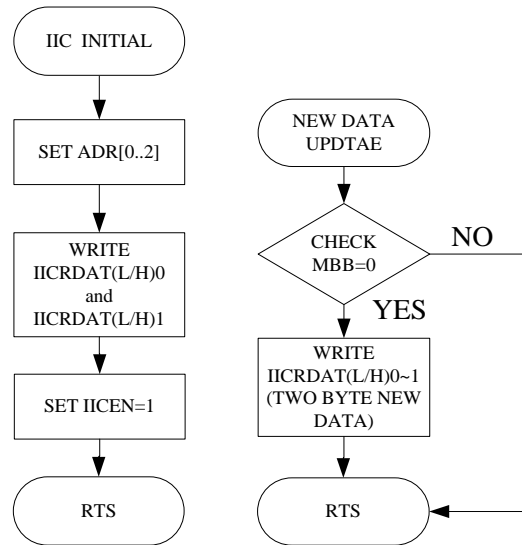 IIC INITIAL
SET ADR[0..2]
WRITE
IICRDAT(L/H)0
and
IICRDAT(L/H)1
SET IICEN=1
RTS
NEW DATA
UPDTAE
CHECK
MBB=0
NO
YES
WRITE
IICRDAT(L/H)0~1
(TWO BYTE NEW
DATA)
RTS